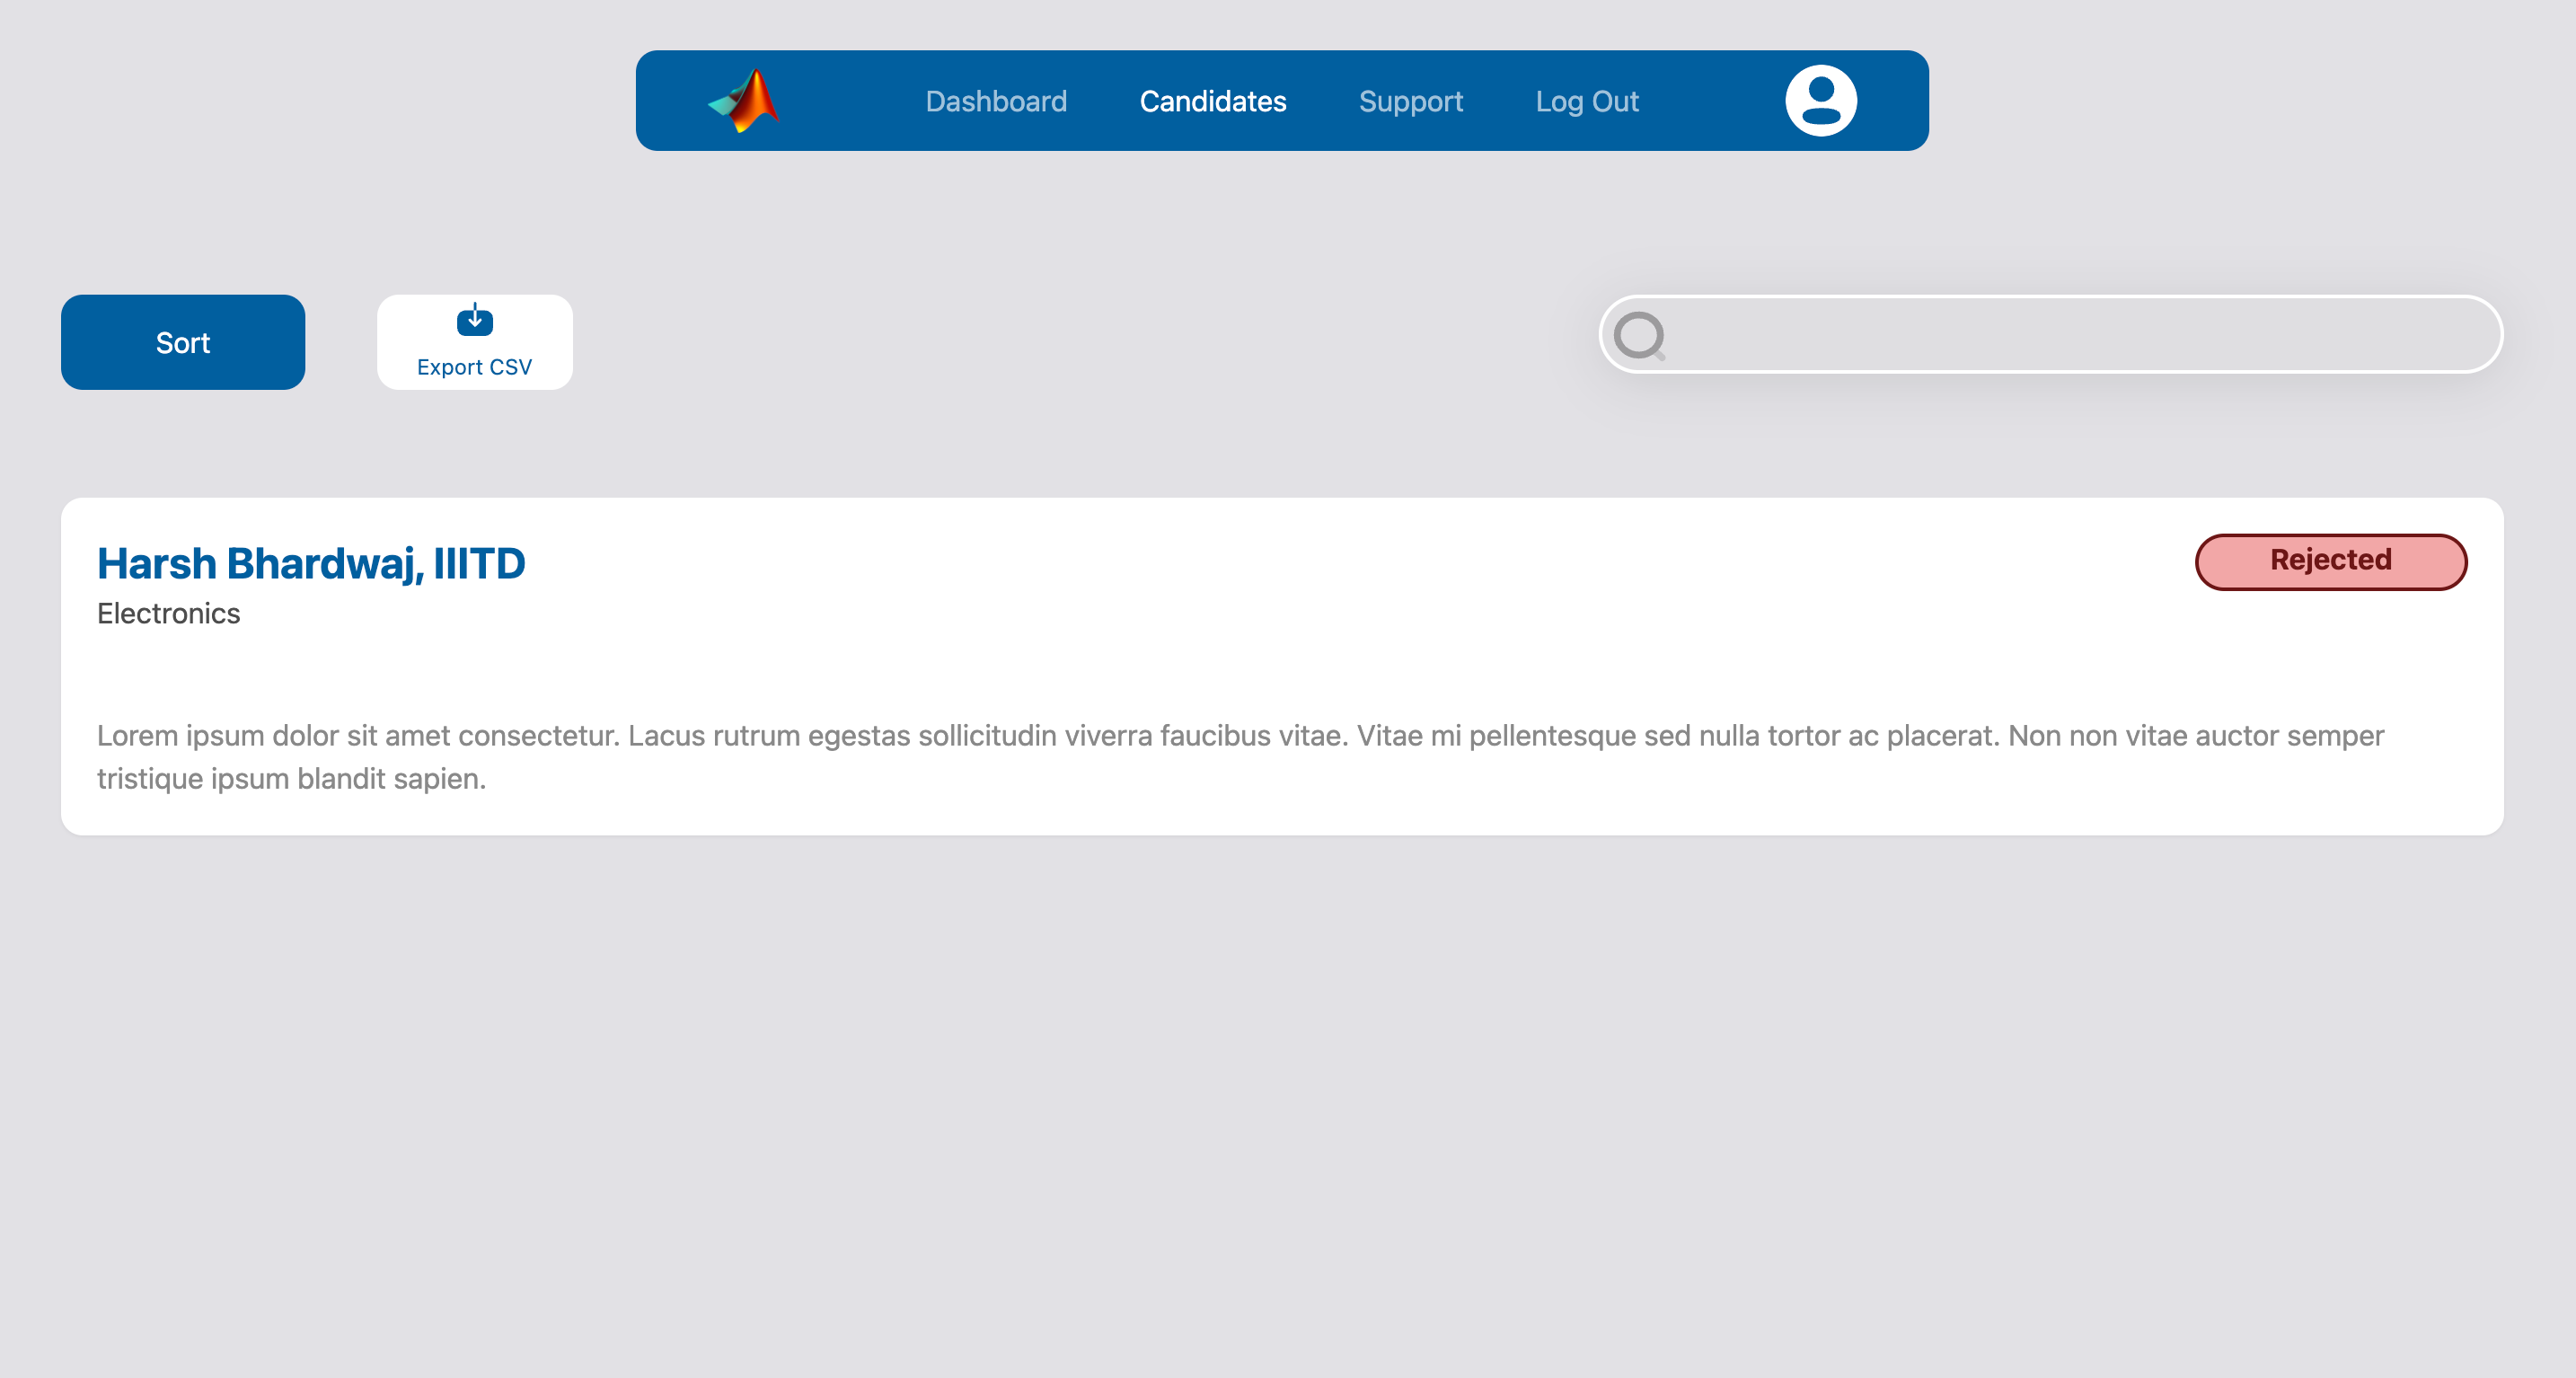 Dashboard
Candidates
Support
Log Out
Sort
Export CSV
Harsh Bhardwaj, IIITD
Rejected
Electronics
Lorem ipsum dolor sit amet consectetur. Lacus rutrum egestas sollicitudin viverra faucibus vitae. Vitae mi pellentesque sed nulla tortor ac placerat. Non non vitae auctor semper
tristique ipsum blandit sapien.